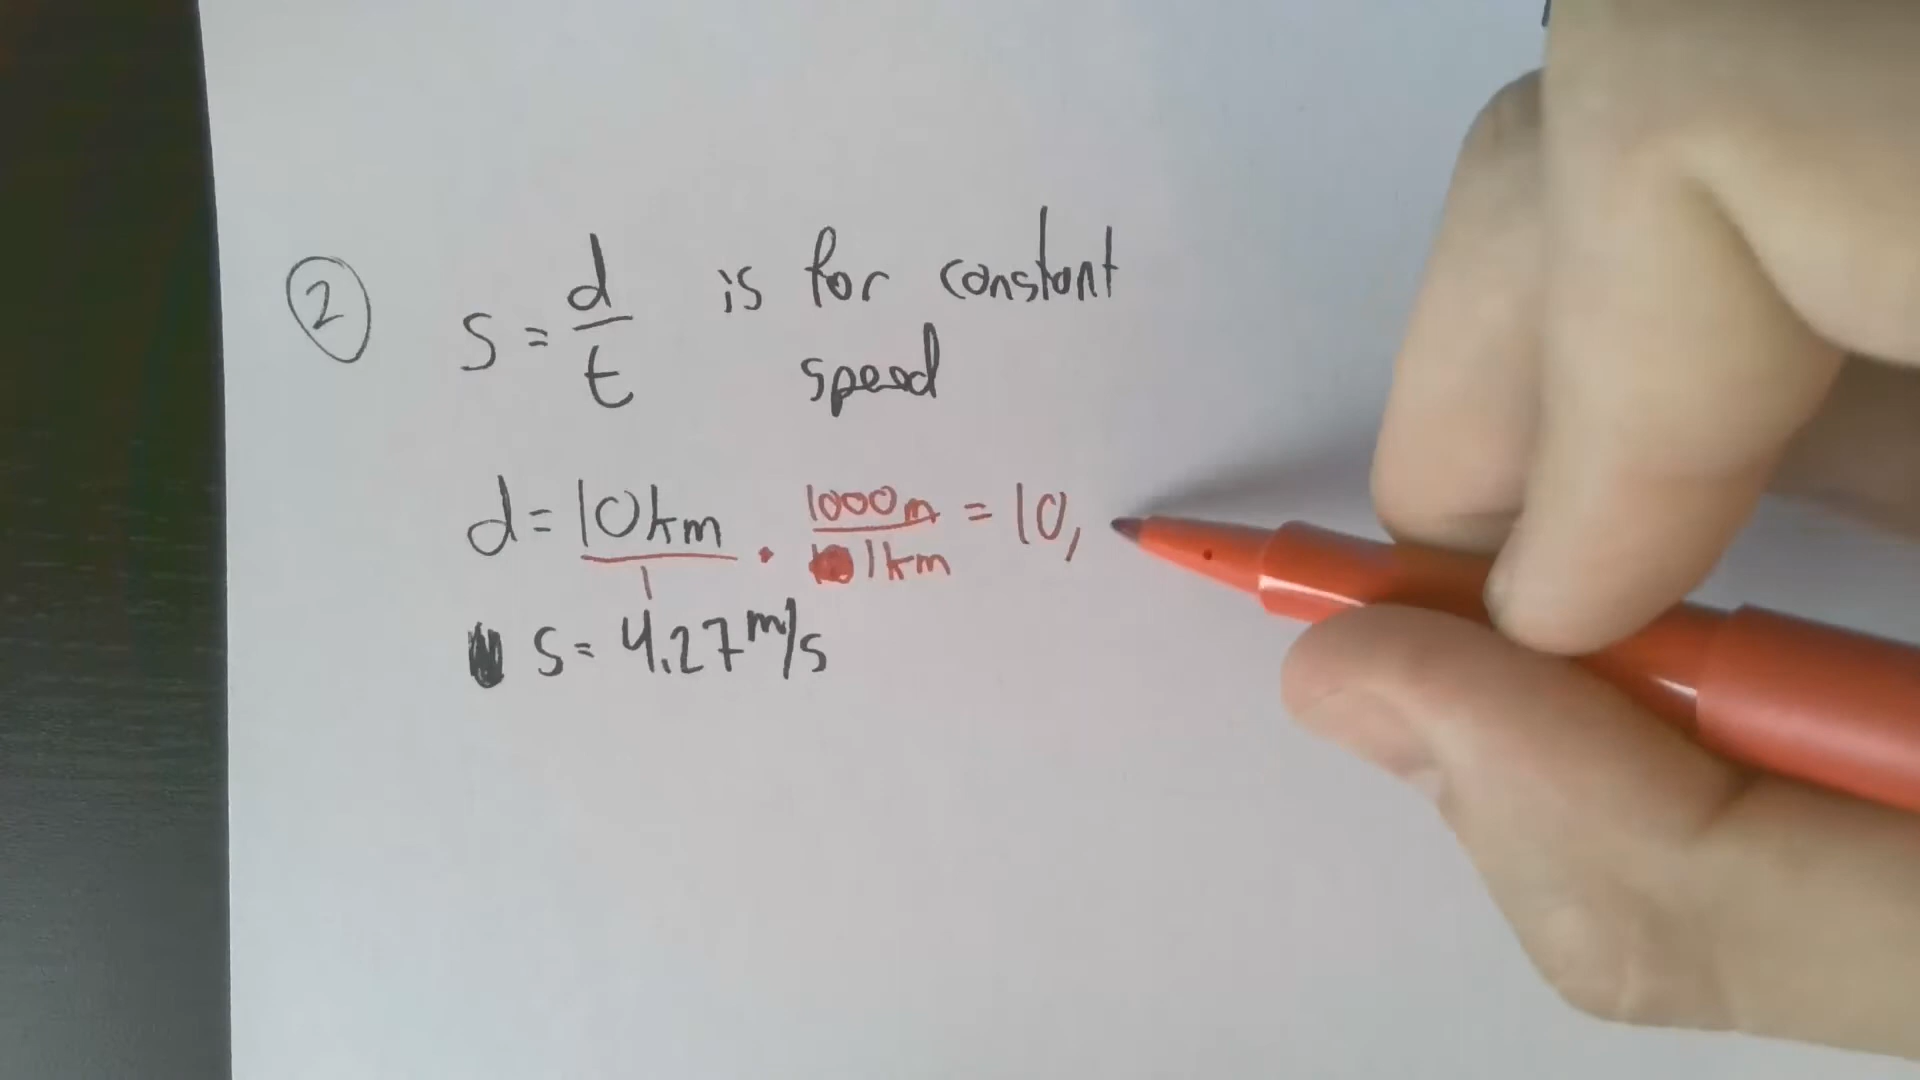 ② s = d/t is for constant
speed
d = 10km/1 · 1000m/1km = 10,
s = 4.27 m/s